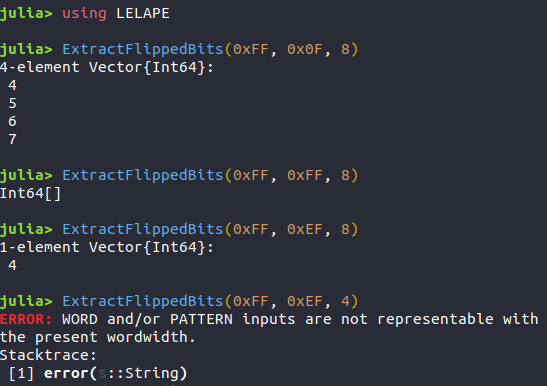 julia> using LELAPE
julia> ExtractFlippedBits(0xFF, 0x0F, 8)
4-element Vector{Int64}:
4
5
6
7
julia> ExtractFlippedBits(0xFF, 0xFF, 8)
Int64[]
julia> ExtractFlippedBits(0xFF, 0xEF, 8)
1-element Vector{Int64}:
4
julia> ExtractFlippedBits(0xFF, 0xEF, 4)
ERROR: WORD and/or PATTERN inputs are not representable with
the present wordwidth.
Stacktrace:
[1] error(s::String)